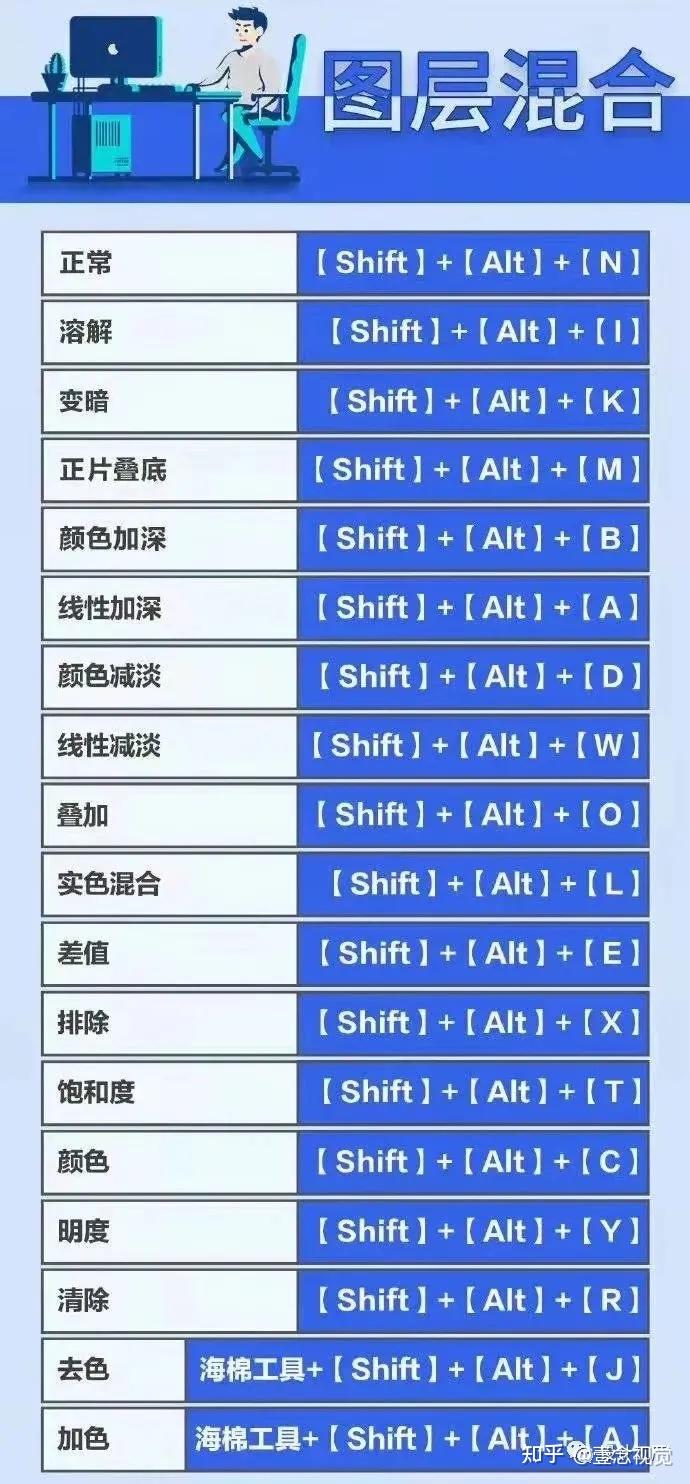 图层混合
正常 【Shift】+【Alt】+【N】
溶解 【Shift】+【Alt】+【I】
变暗 【Shift】+【Alt】+【K】
正片叠底 【Shift】+【Alt】+【M】
颜色加深 【Shift】+【Alt】+【B】
线性加深 【Shift】+【Alt】+【A】
颜色减淡 【Shift】+【Alt】+【D】
线性减淡 【Shift】+【Alt】+【W】
叠加 【Shift】+【Alt】+【O】
实色混合 【Shift】+【Alt】+【L】
差值 【Shift】+【Alt】+【E】
排除 【Shift】+【Alt】+【X】
饱和度 【Shift】+【Alt】+【T】
颜色 【Shift】+【Alt】+【C】
明度 【Shift】+【Alt】+【Y】
清除 【Shift】+【Alt】+【R】
去色 海棉工具+【Shift】+【Alt】+【J】
加色 海棉工具+【Shift】+【Alt】+【A】
知乎 @壹念视觉